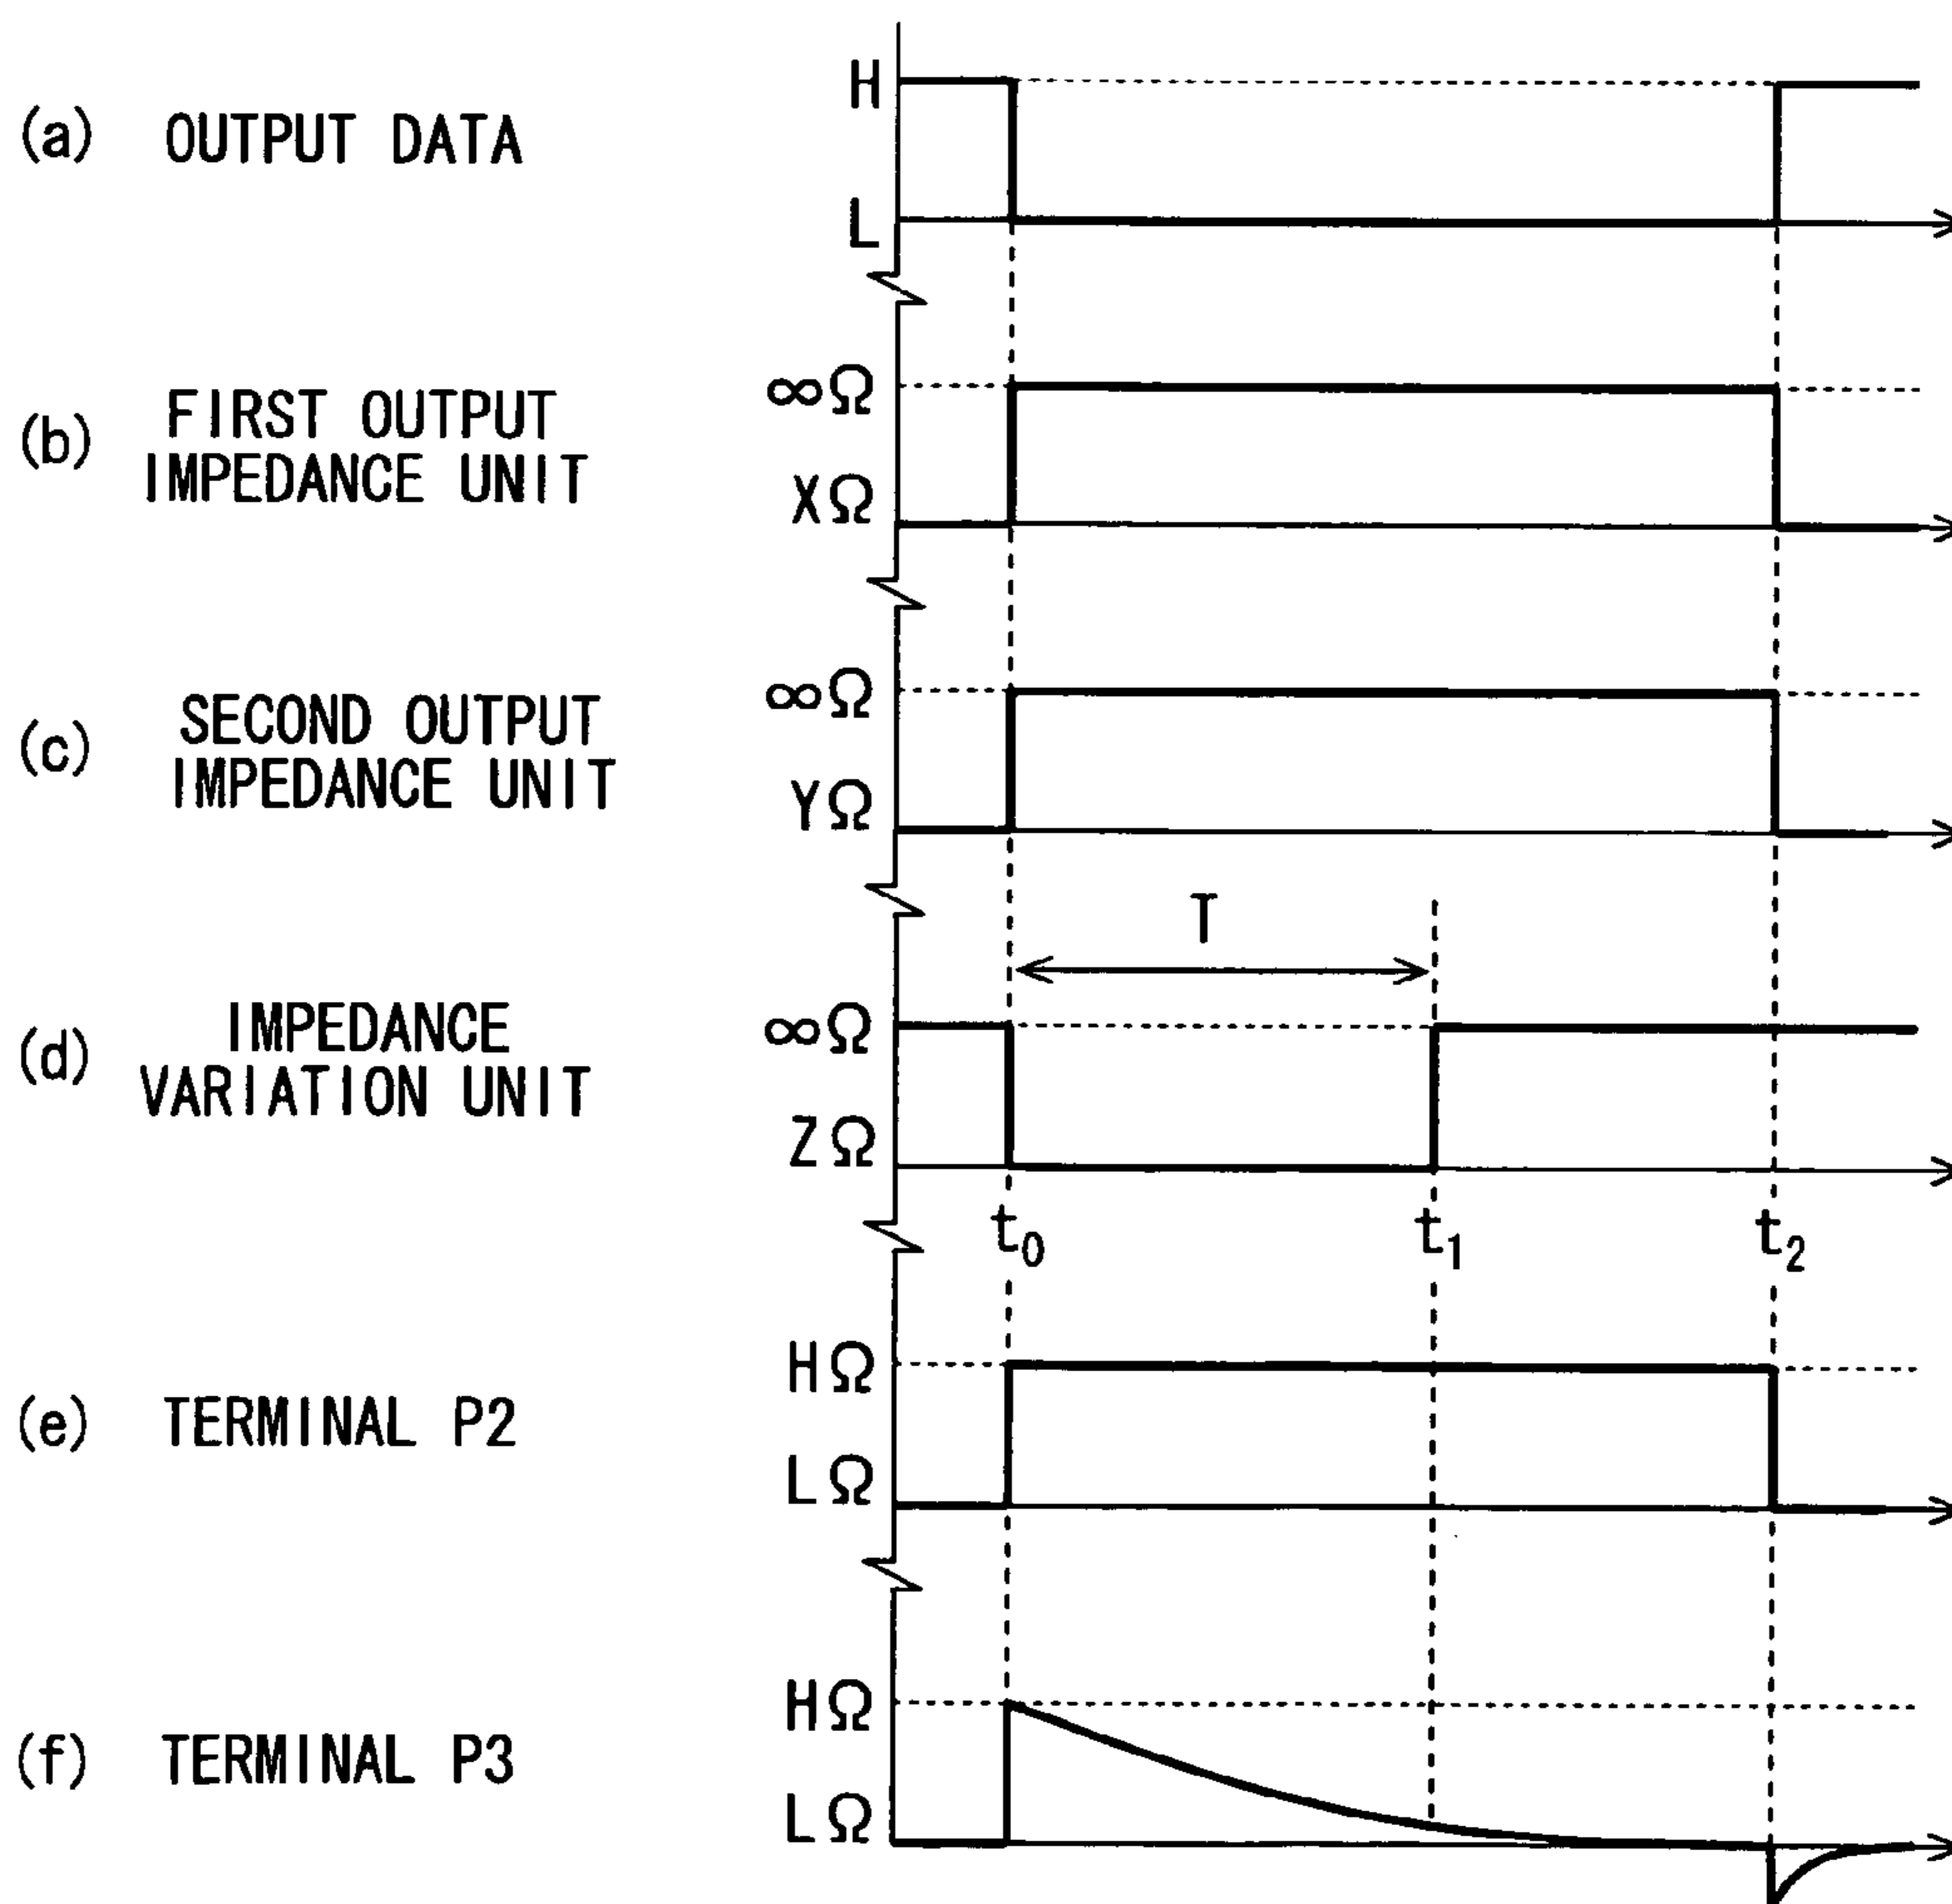 (a) OUTPUT DATA
H
L
(b) FIRST OUTPUT
IMPEDANCE UNIT
∞Ω
XΩ
(c) SECOND OUTPUT
IMPEDANCE UNIT
∞Ω
YΩ
T
(d) IMPEDANCE
VARIATION UNIT
∞Ω
ZΩ
t₀ t₁ t₂
(e) TERMINAL P2
HΩ
LΩ
(f) TERMINAL P3
HΩ
LΩ